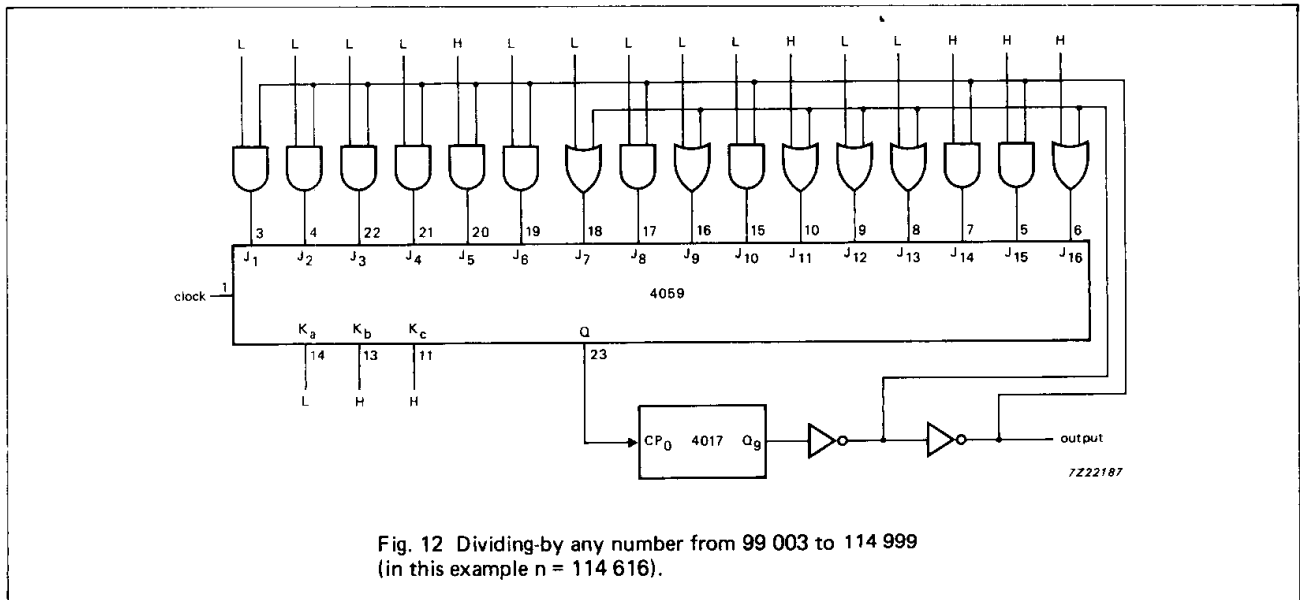 L L L L H L L L L L H L L H H H
3 4 22 21 20 19 18 17 16 15 10 9 8 7 5 6
J1 J2 J3 J4 J5 J6 J7 J8 J9 J10 J11 J12 J13 J14 J15 J16
clock 1
4059
Ka Kb Kc Q
14 13 11 23
L H H
CP0 4017 Q9
output
7Z22187
Fig. 12 Dividing-by any number from 99 003 to 114 999
(in this example n = 114 616).